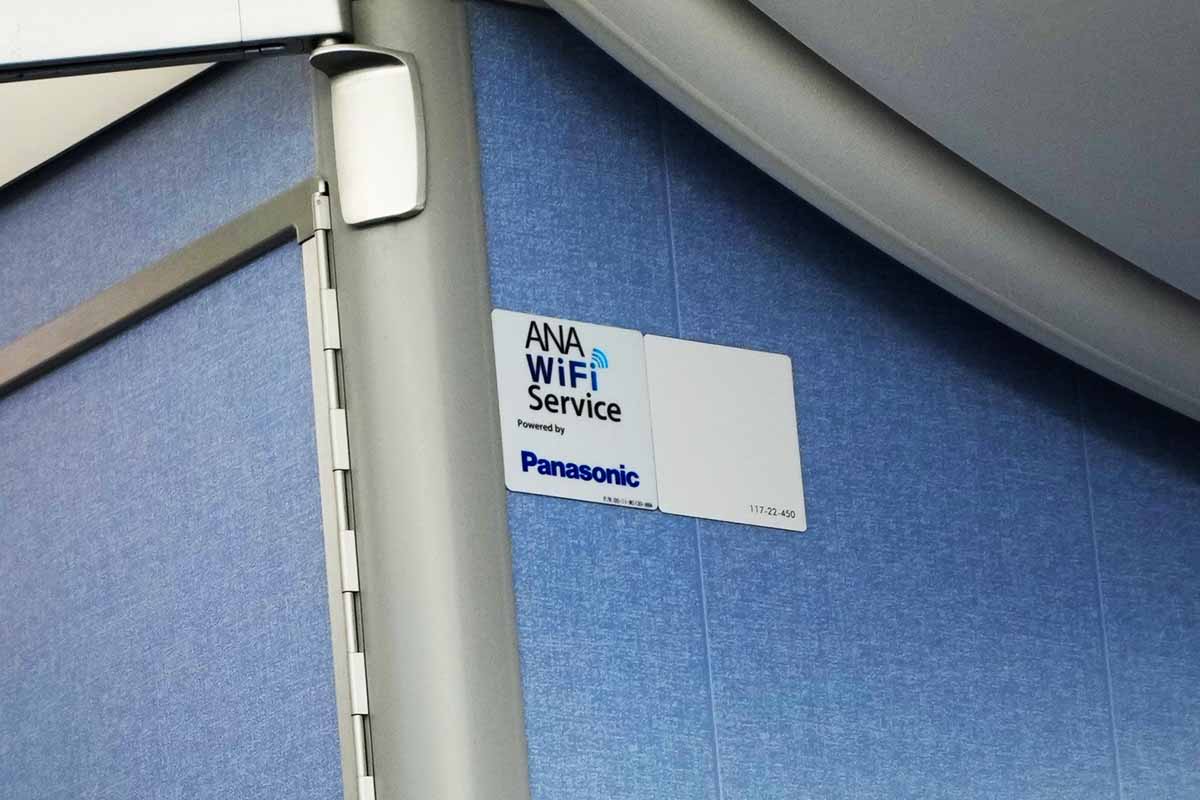 ANA
WiFi
Service
Powered by
Panasonic
117-22-450